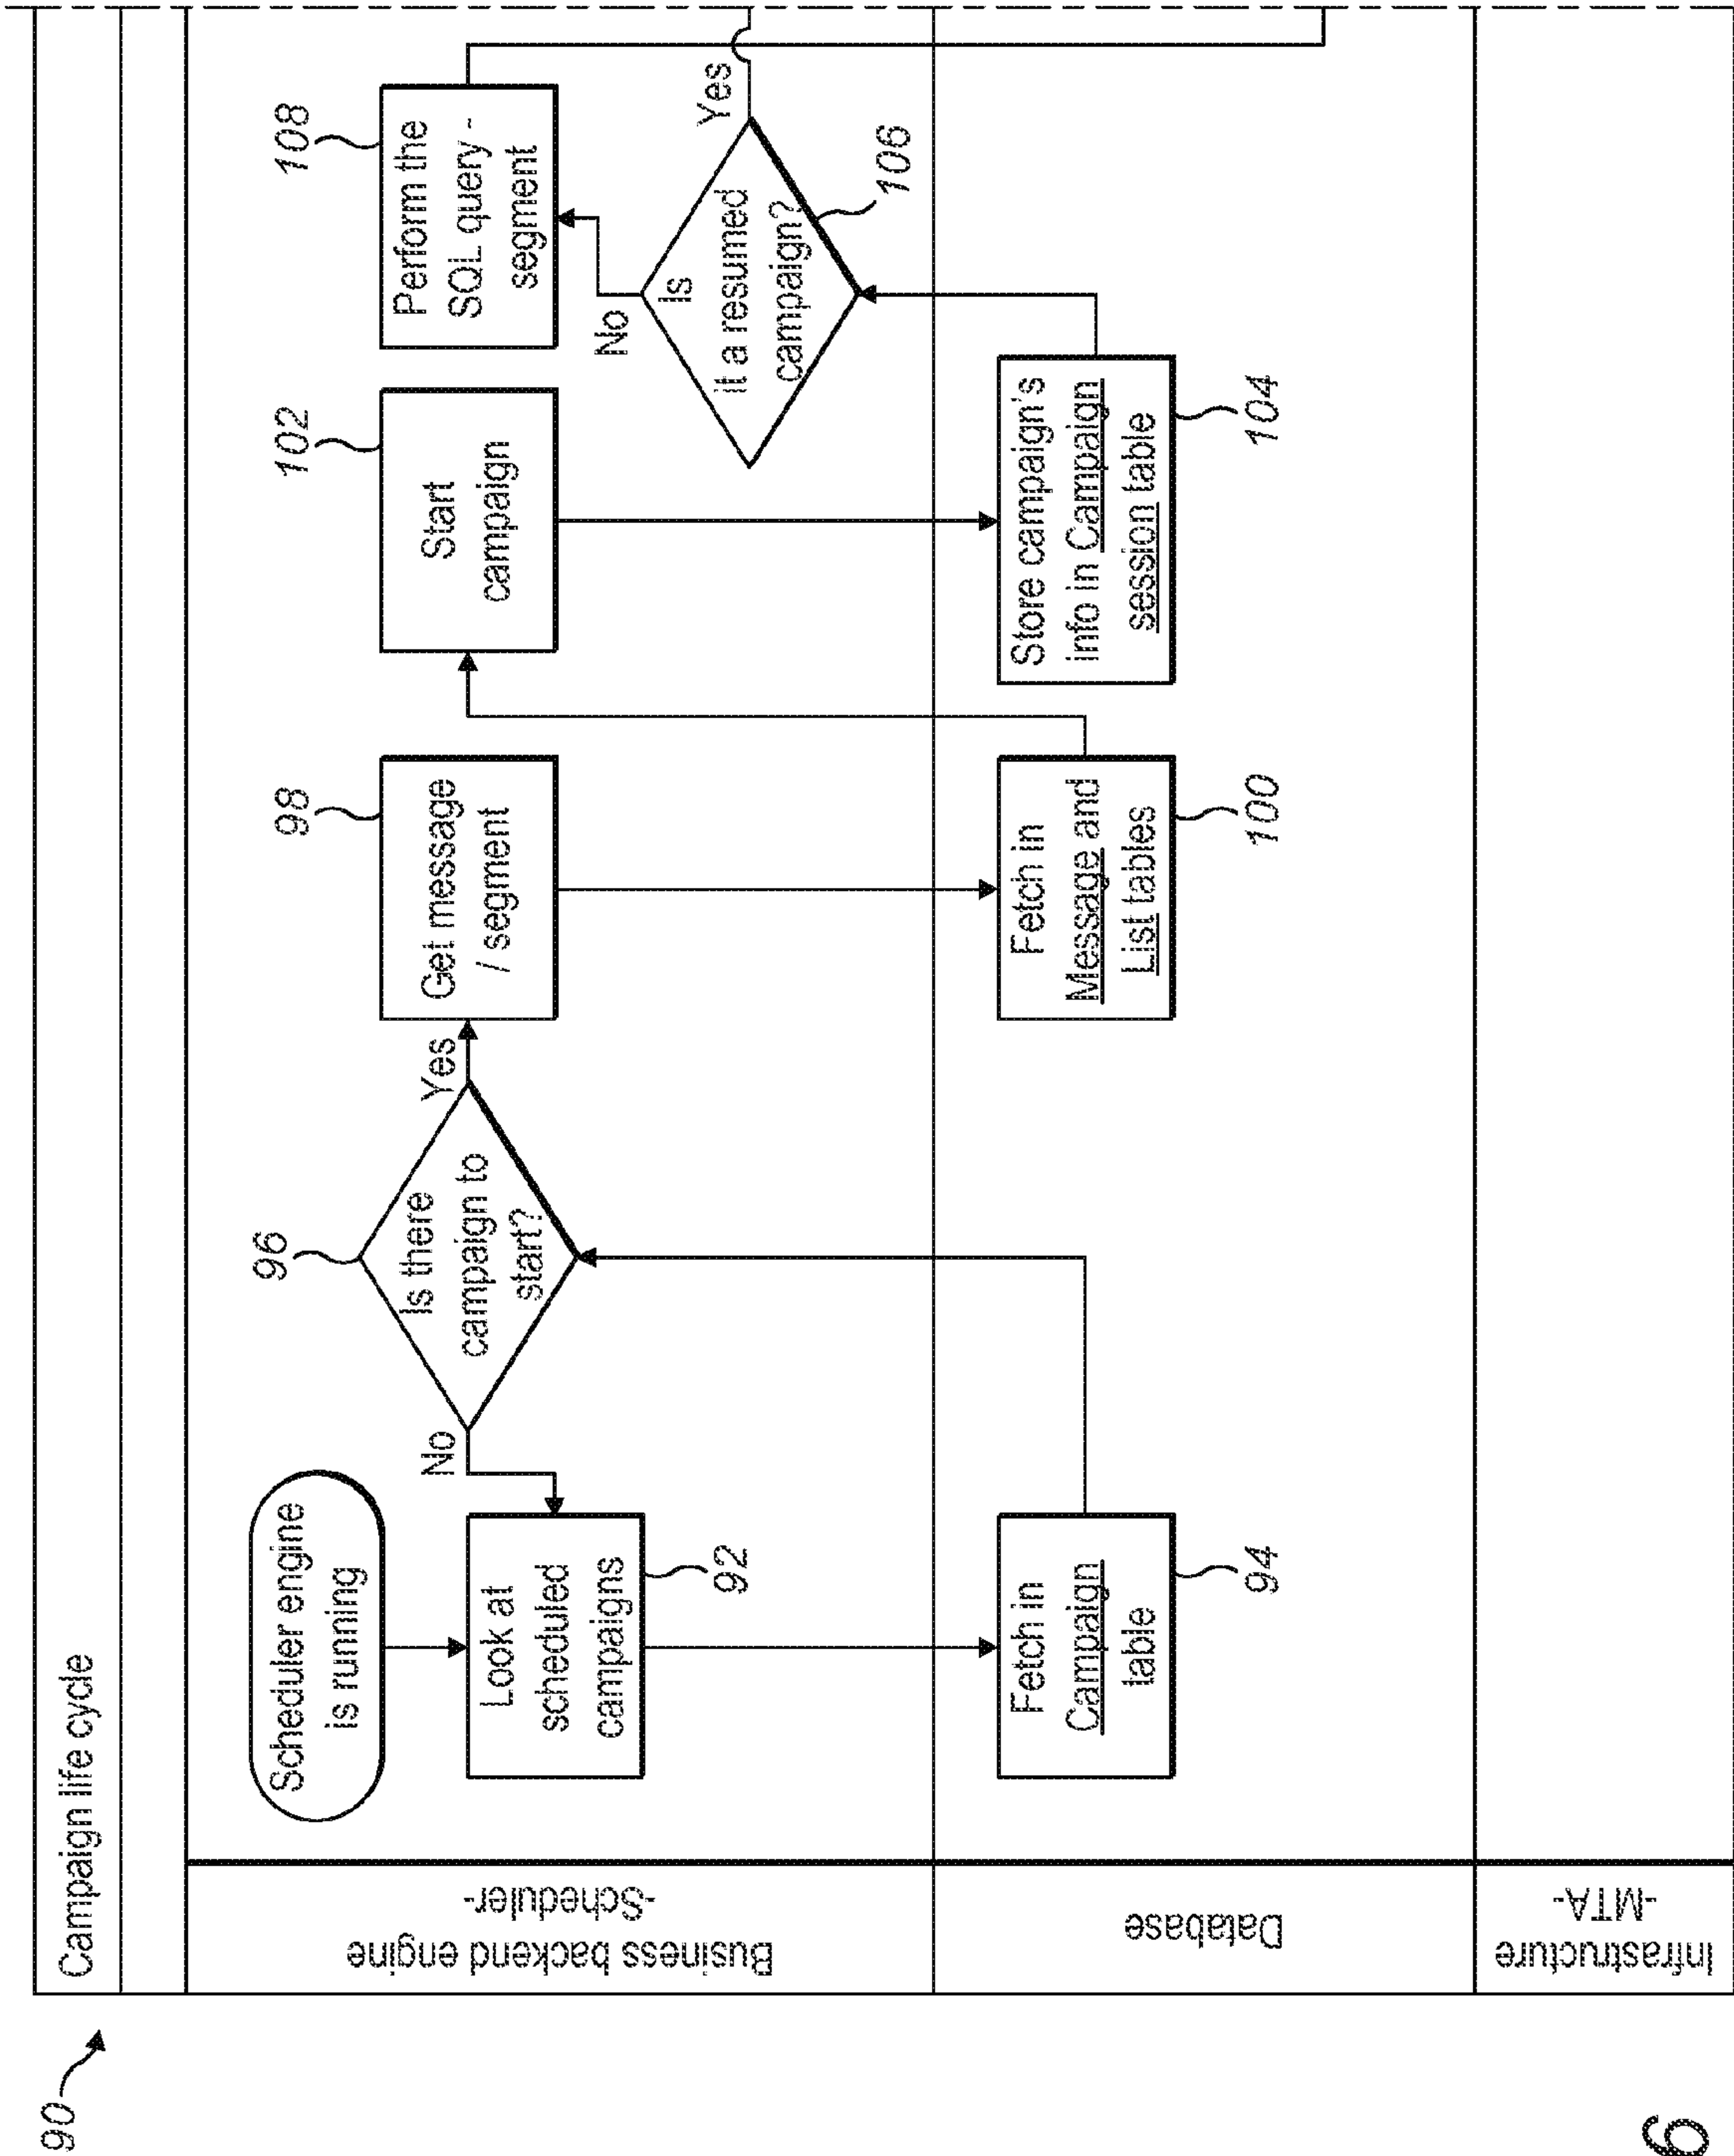 90
Campaign life cycle
Business backend engine
-Scheduler-
Scheduler engine
is running
Look at
scheduled
campaigns
92
No
Is there
campaign to
start?
96
Yes
Get message
/ segment
98
Start
campaign
102
Perform the
SQL query -
segment
108
No
Is
it a resumed
campaign?
106
Yes
Database
Fetch in
Campaign
table
94
Fetch in
Message and
List tables
100
Store campaign's
info in Campaign
session table
104
Infrastructure
-MTA-
6